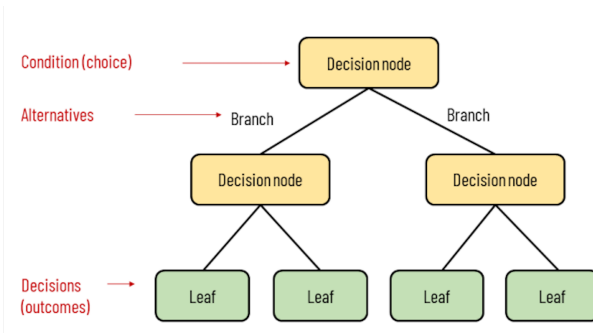 Condition (choice)
Decision node
Alternatives
Branch
Branch
Decision node
Decision node
Decisions
(outcomes)
Leaf
Leaf
Leaf
Leaf